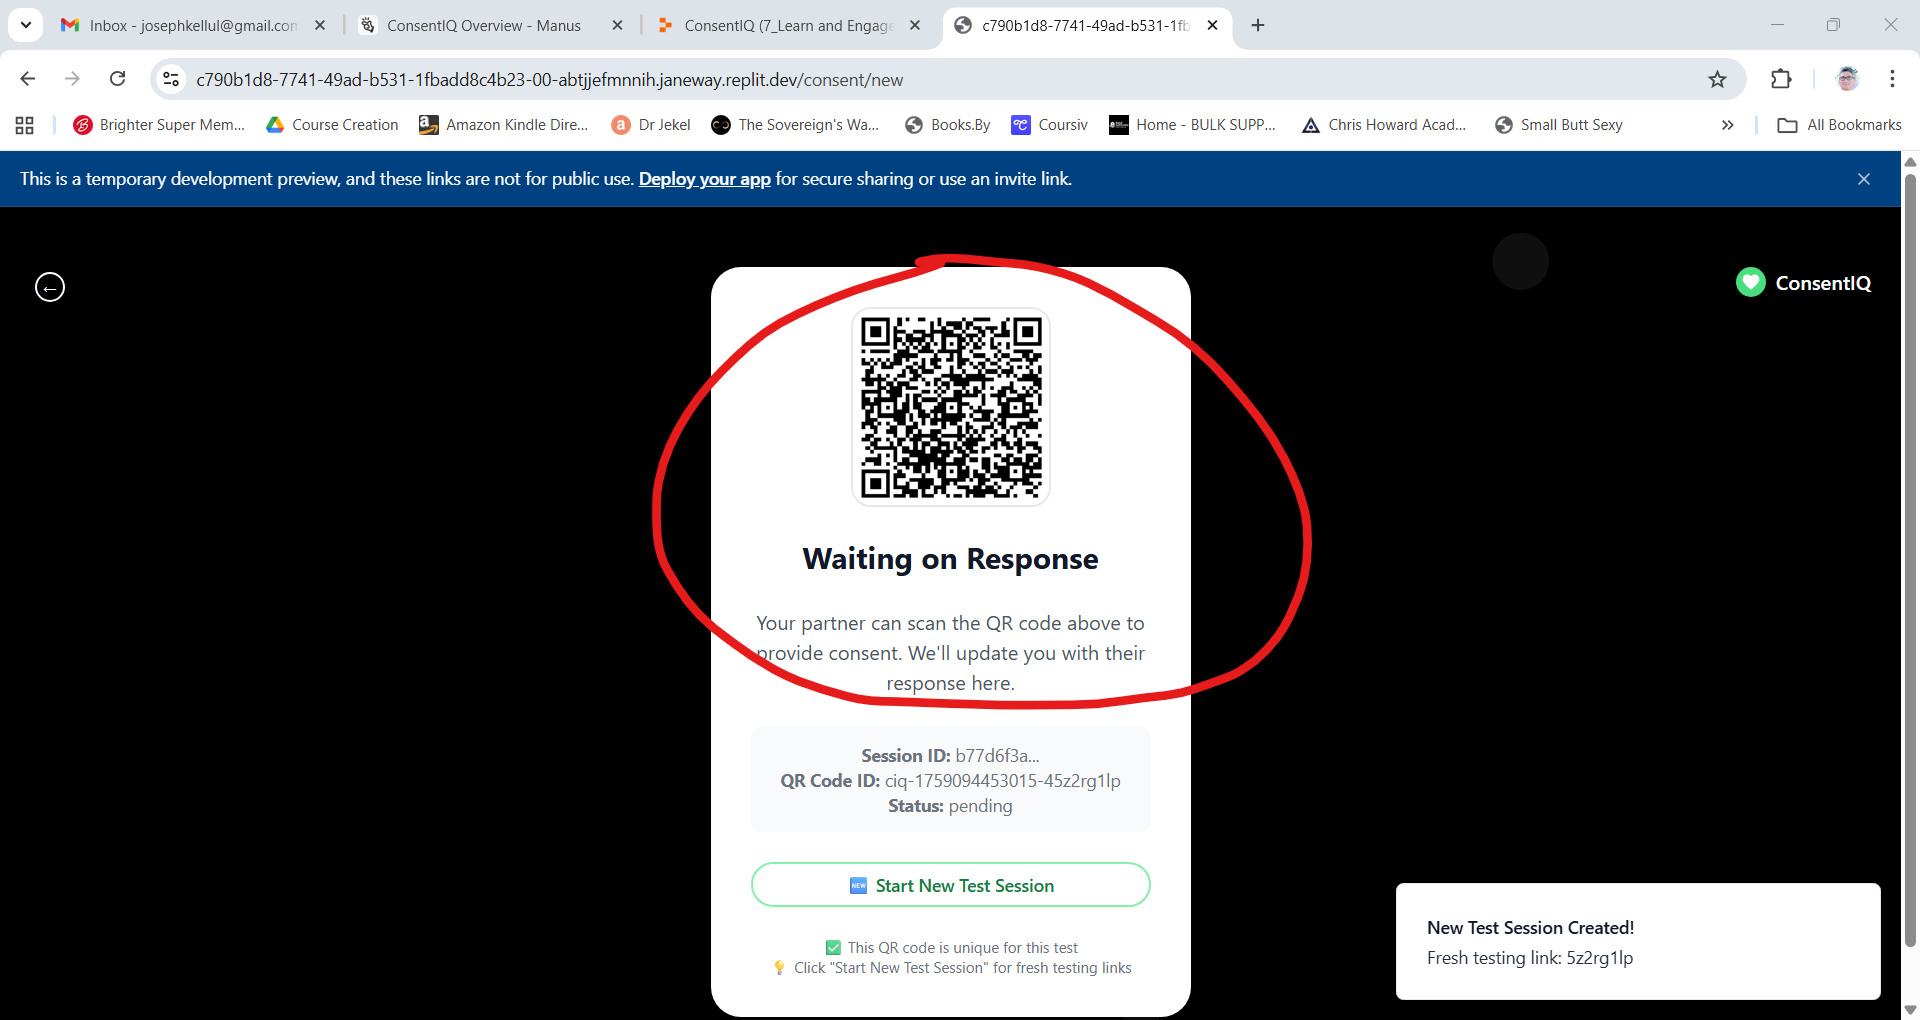 Inbox - josephkellul@gmail.con
ConsentIQ Overview - Manus
ConsentIQ (7_Learn and Engage
c790b1d8-7741-49ad-b531-1fb
c790b1d8-7741-49ad-b531-1fbadd8c4b23-00-abtjjefmnnih.janeway.replit.dev/consent/new
Brighter Super Mem...
Course Creation
Amazon Kindle Dire...
Dr Jekel
The Sovereign's Wa...
Books.By
Coursiv
Home - BULK SUPP...
Chris Howard Acad...
Small Butt Sexy
All Bookmarks
This is a temporary development preview, and these links are not for public use. Deploy your app for secure sharing or use an invite link.
ConsentIQ
Waiting on Response
Your partner can scan the QR code above to
provide consent. We'll update you with their
response here.
Session ID: b77d6f3a...
QR Code ID: ciq-1759094453015-45z2rg1lp
Status: pending
NEW Start New Test Session
This QR code is unique for this test
Click "Start New Test Session" for fresh testing links
New Test Session Created!
Fresh testing link: 5z2rg1lp